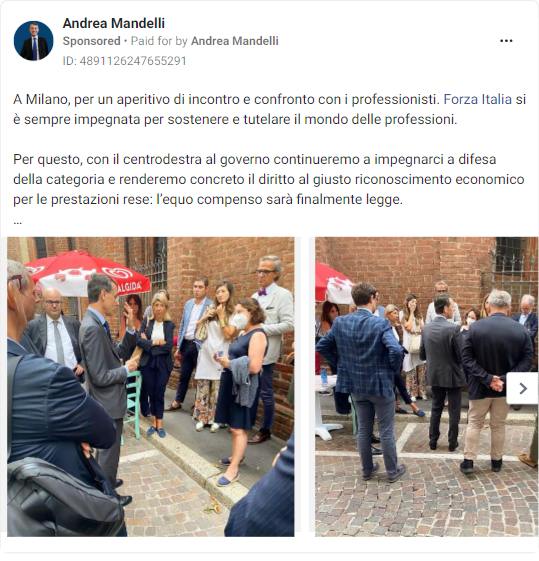 Andrea Mandelli
Sponsored • Paid for by Andrea Mandelli
ID: 4891126247655291
A Milano, per un aperitivo di incontro e confronto con i professionisti. Forza Italia si
è sempre impegnata per sostenere e tutelare il mondo delle professioni.
Per questo, con il centrodestra al governo continueremo a impegnarci a difesa
della categoria e renderemo concreto il diritto al giusto riconoscimento economico
per le prestazioni rese: l'equo compenso sarà finalmente legge.
...
ALGIDA